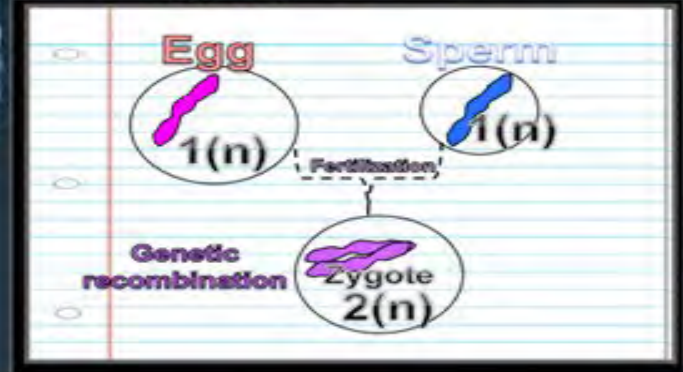 Egg
Sperm
1(n)
1(n)
Fertilization
Genetic
recombination
Zygote
2(n)